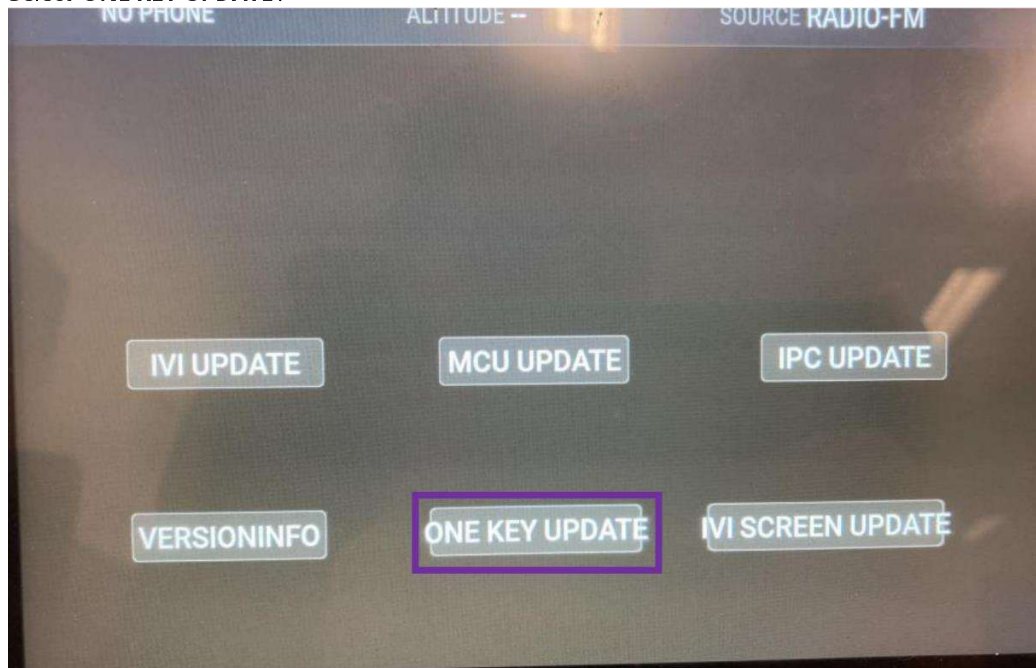 NO PHONE ALTITUDE -- SOURCE RADIO-FM
IVI UPDATE MCU UPDATE IPC UPDATE
VERSIONINFO ONE KEY UPDATE IVI SCREEN UPDATE